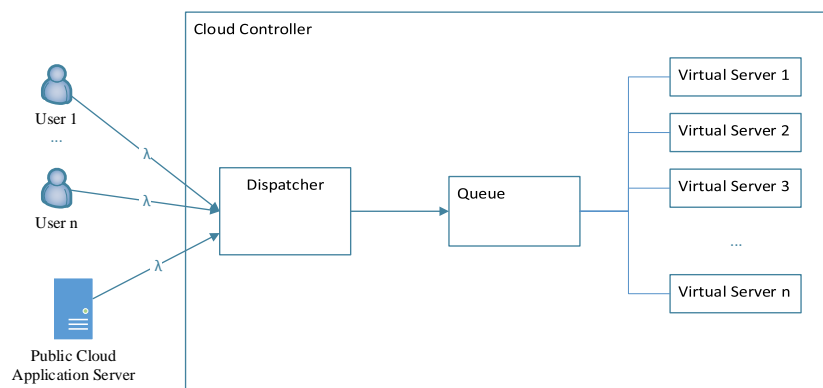 Cloud Controller
User 1
...
User n
Public Cloud
Application Server
λ
λ
λ
Dispatcher
Queue
Virtual Server 1
Virtual Server 2
Virtual Server 3
...
Virtual Server n